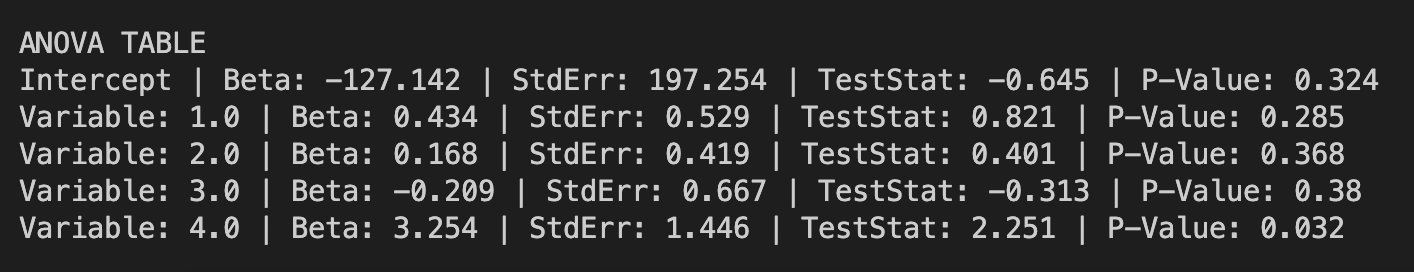 ANOVA TABLE
Intercept | Beta: -127.142 | StdErr: 197.254 | TestStat: -0.645 | P-Value: 0.324
Variable: 1.0 | Beta: 0.434 | StdErr: 0.529 | TestStat: 0.821 | P-Value: 0.285
Variable: 2.0 | Beta: 0.168 | StdErr: 0.419 | TestStat: 0.401 | P-Value: 0.368
Variable: 3.0 | Beta: -0.209 | StdErr: 0.667 | TestStat: -0.313 | P-Value: 0.38
Variable: 4.0 | Beta: 3.254 | StdErr: 1.446 | TestStat: 2.251 | P-Value: 0.032